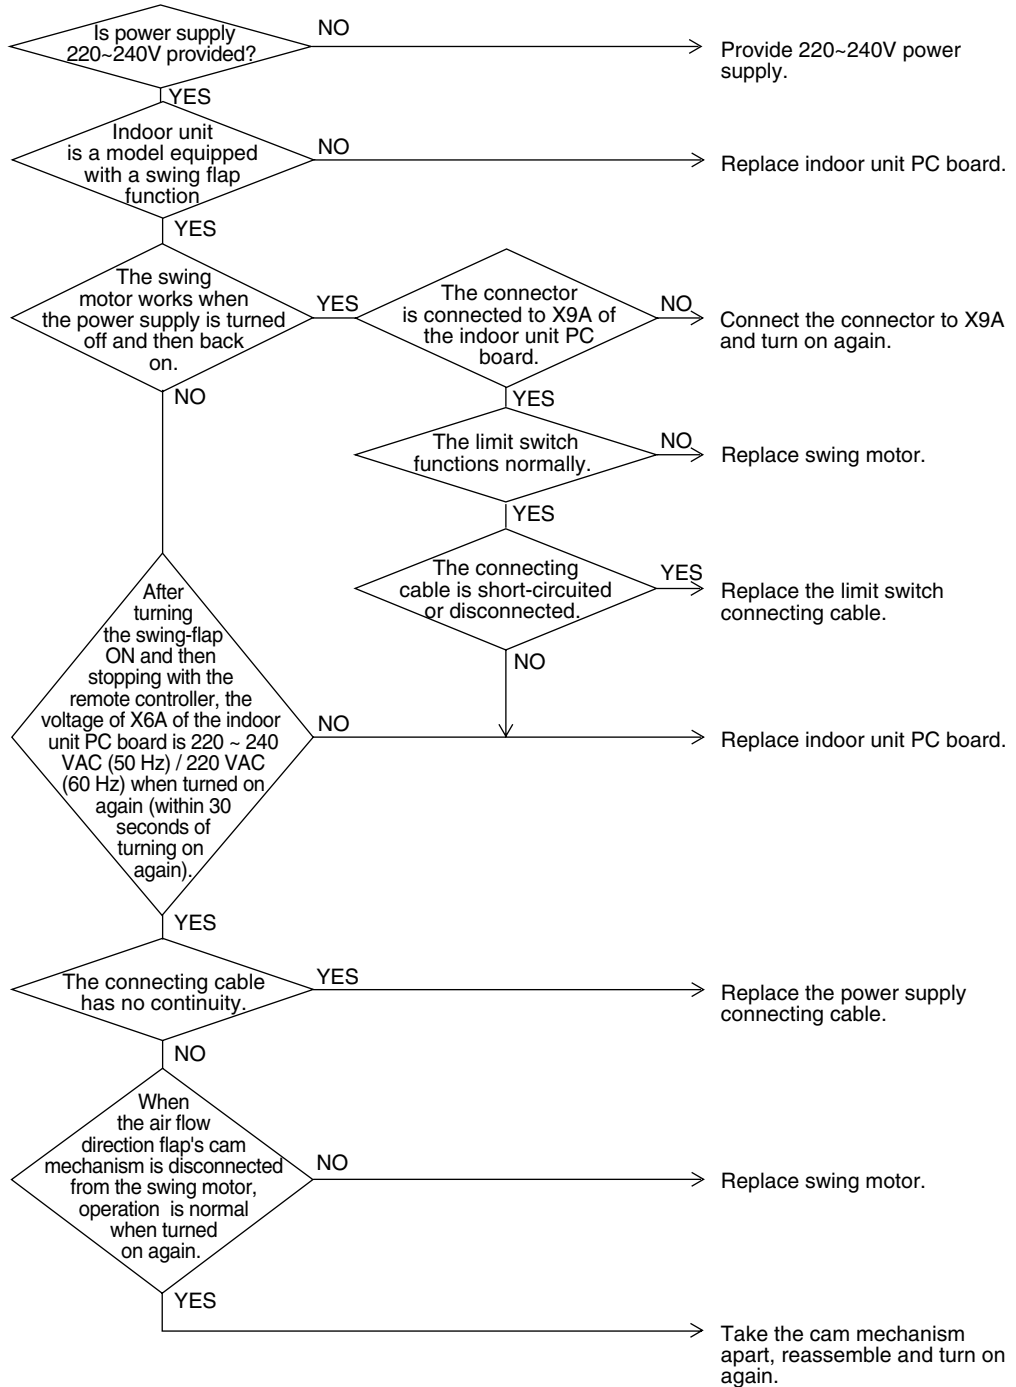 Is power supply
220~240V provided?
NO
Provide 220~240V power
supply.
YES
Indoor unit
is a model equipped
with a swing flap
function
NO
Replace indoor unit PC board.
YES
The swing
motor works when
the power supply is turned
off and then back
on.
YES
The connector
is connected to X9A of
the indoor unit PC
board.
NO
Connect the connector to X9A
and turn on again.
NO
YES
The limit switch
functions normally.
NO
Replace swing motor.
YES
The connecting
cable is short-circuited
or disconnected.
YES
Replace the limit switch
connecting cable.
NO
After
turning
the swing-flap
ON and then
stopping with the
remote controller, the
voltage of X6A of the indoor
unit PC board is 220 ~ 240
VAC (50 Hz) / 220 VAC
(60 Hz) when turned on
again (within 30
seconds of
turning on
again).
NO
Replace indoor unit PC board.
YES
The connecting cable
has no continuity.
YES
Replace the power supply
connecting cable.
NO
When
the air flow
direction flap's cam
mechanism is disconnected
from the swing motor,
operation is normal
when turned
on again.
NO
Replace swing motor.
YES
Take the cam mechanism
apart, reassemble and turn on
again.